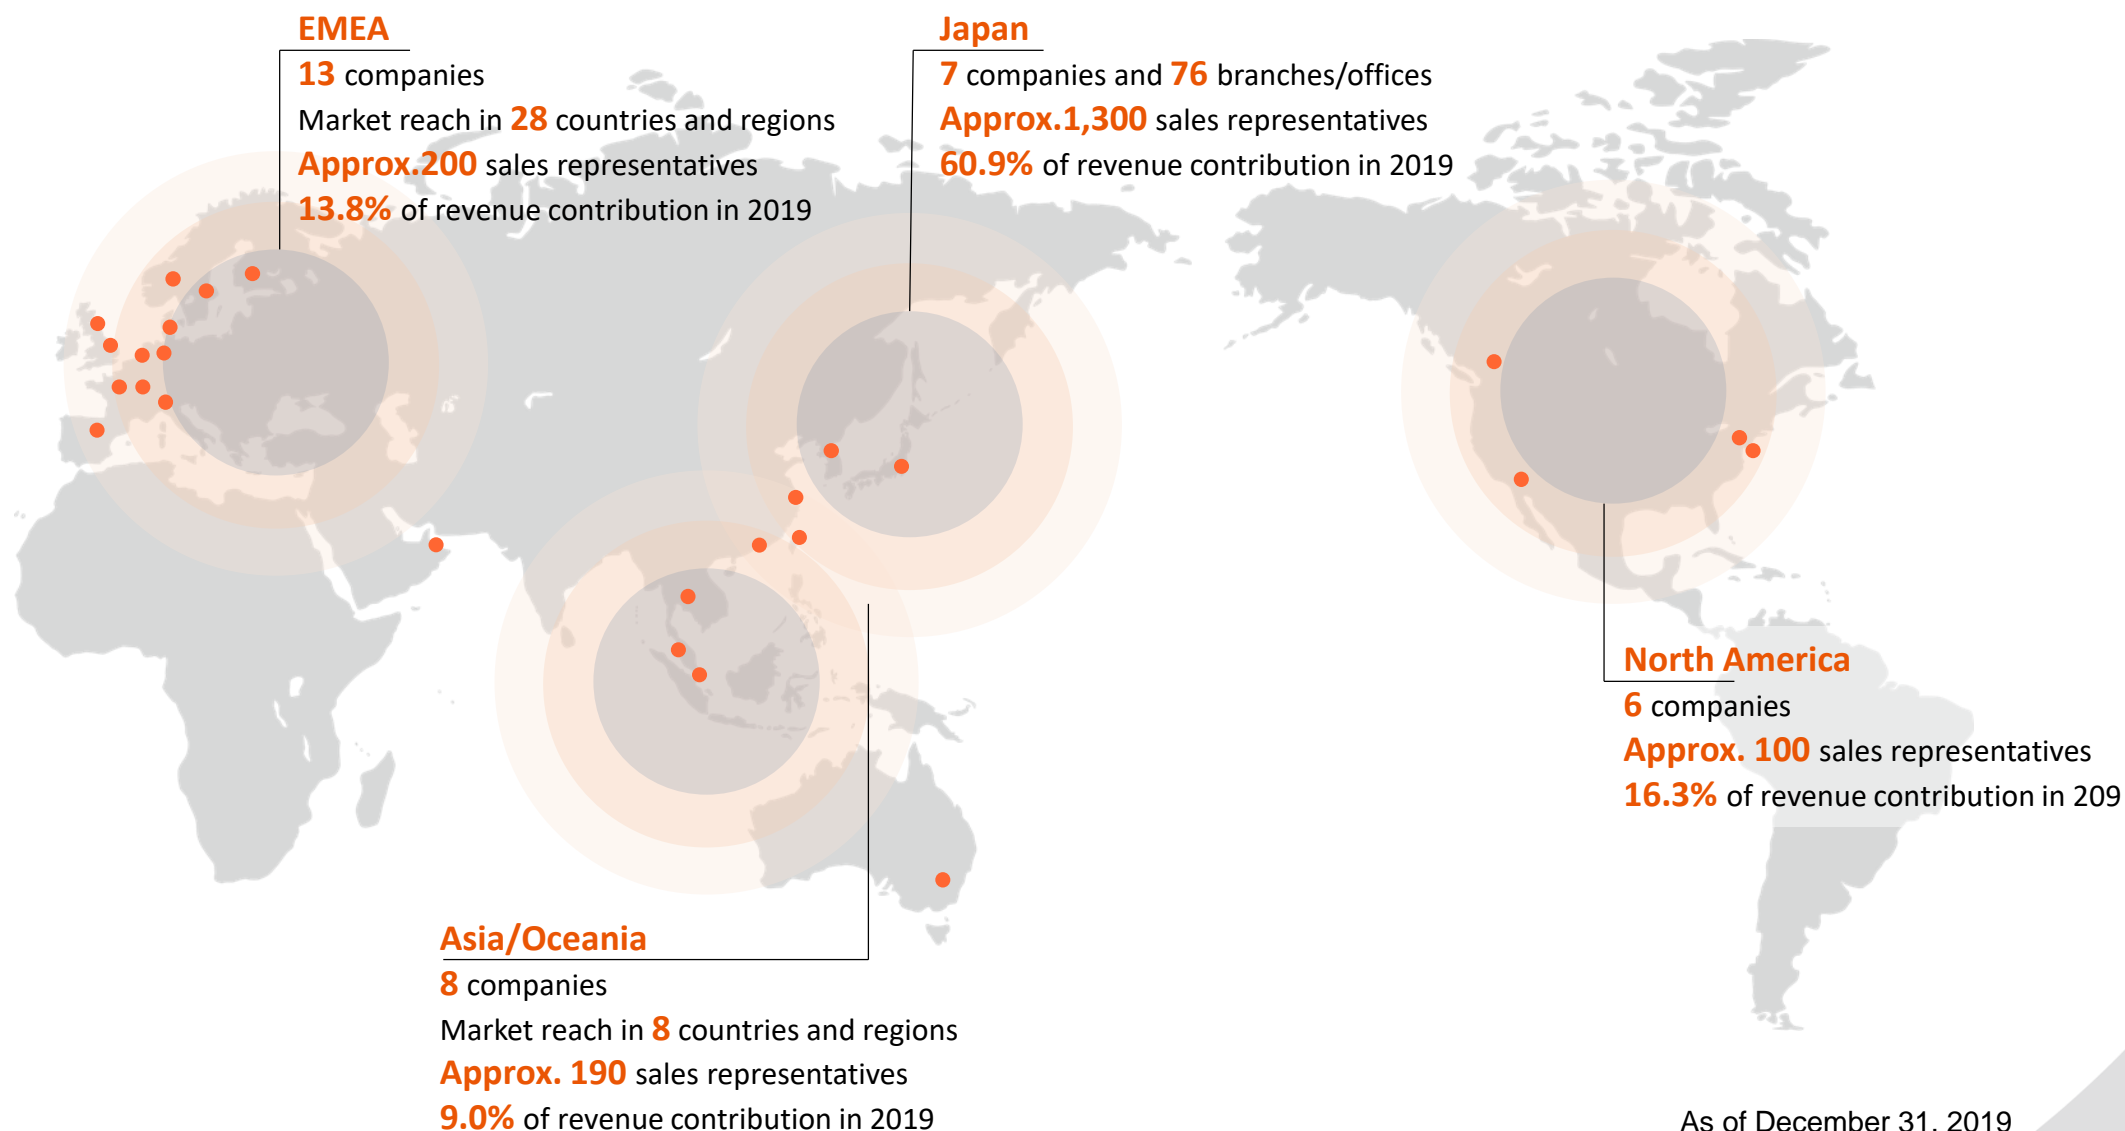 EMEA
13 companies
Market reach in 28 countries and regions
Approx.200 sales representatives
13.8% of revenue contribution in 2019
Japan
7 companies and 76 branches/offices
Approx.1,300 sales representatives
60.9% of revenue contribution in 2019
North America
6 companies
Approx. 100 sales representatives
16.3% of revenue contribution in 209
Asia/Oceania
8 companies
Market reach in 8 countries and regions
Approx. 190 sales representatives
9.0% of revenue contribution in 2019
As of December 31, 2019